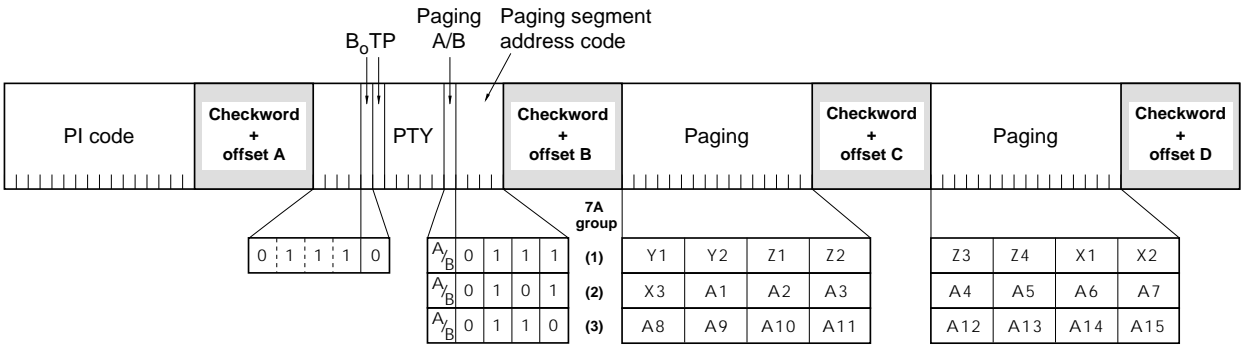 Paging Paging segment
BoTP A/B address code
PI code Checkword + offset A PTY Checkword + offset B Paging Checkword + offset C Paging Checkword + offset D
7A group
0 1 1 1 0 A/B 0 1 1 1 (1) Y1 Y2 Z1 Z2 Z3 Z4 X1 X2
A/B 0 1 0 1 (2) X3 A1 A2 A3 A4 A5 A6 A7
A/B 0 1 1 0 (3) A8 A9 A10 A11 A12 A13 A14 A15